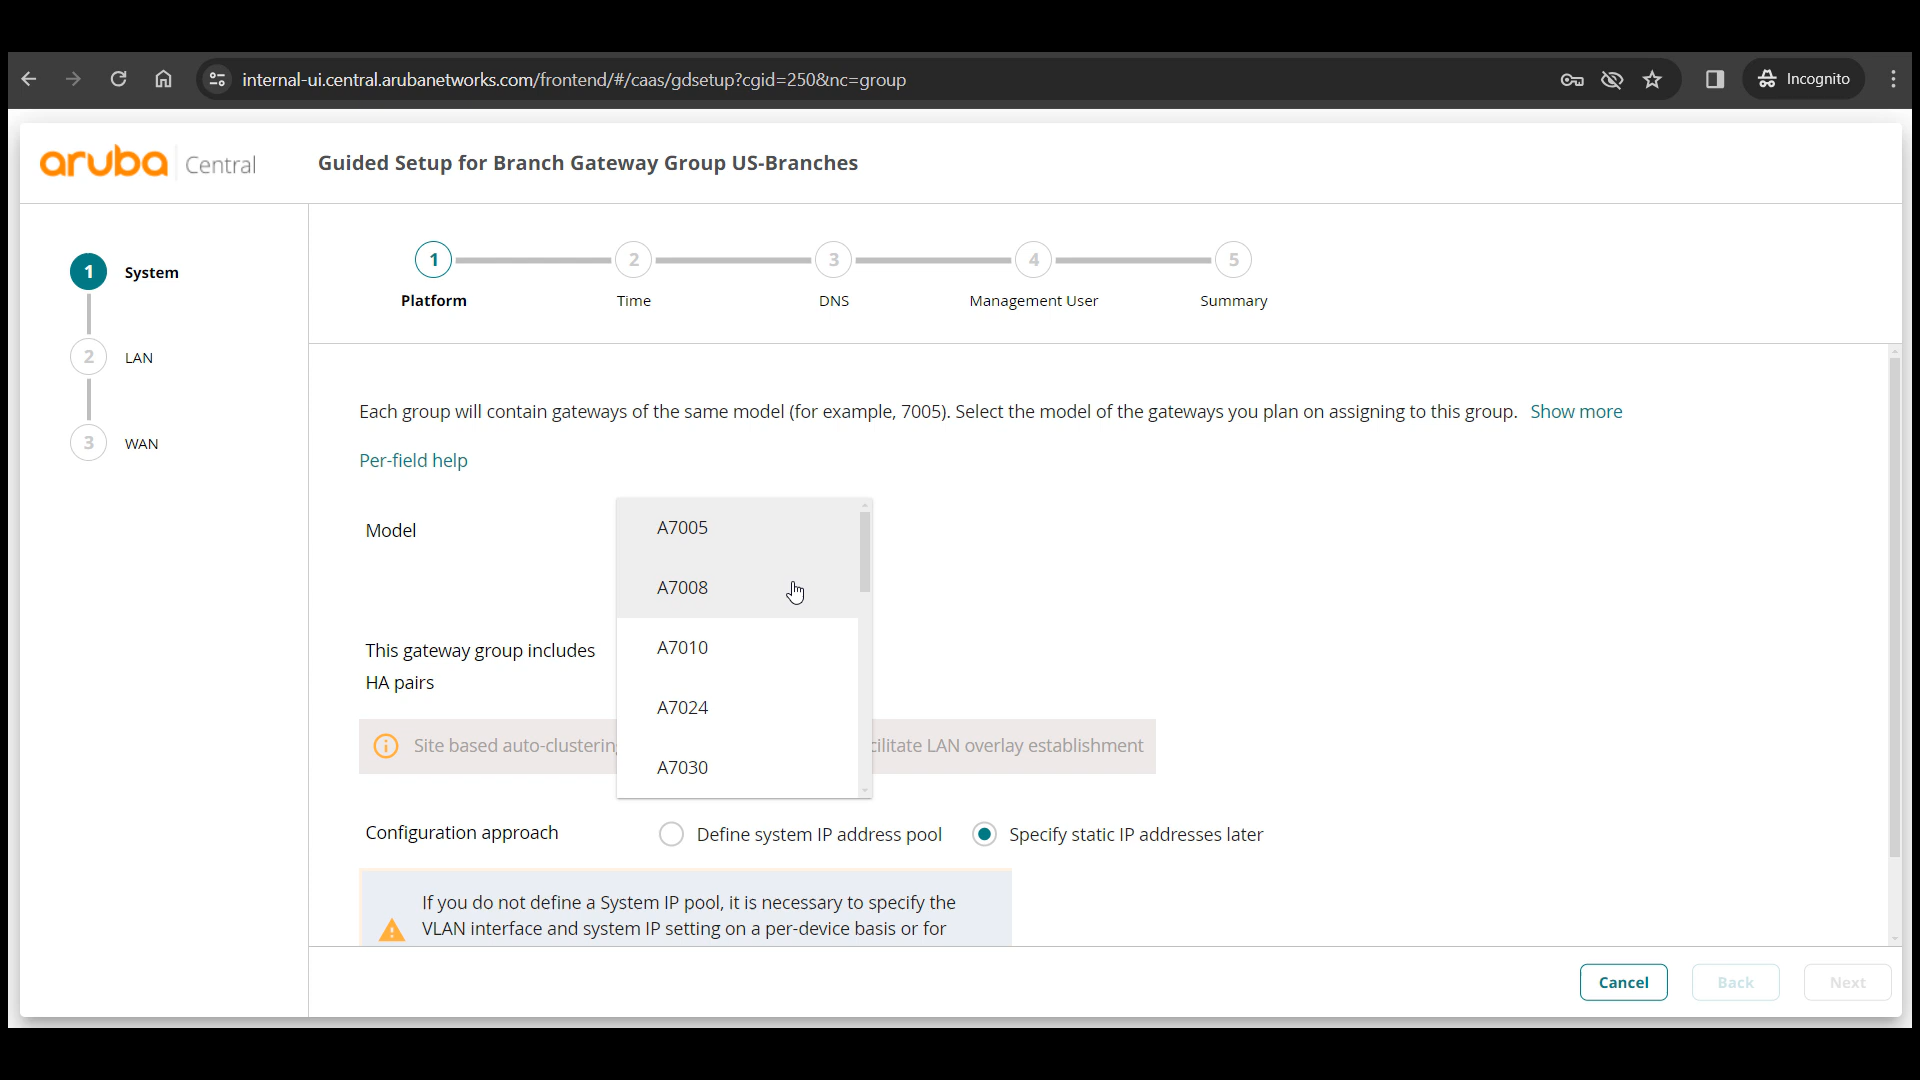 internal-ui.central.arubanetworks.com/frontend/#/caas/gdsetup?cgid=250&nc=group
Incognito
aruba Central
Guided Setup for Branch Gateway Group US-Branches
1 System
2 LAN
3 WAN
1 2 3 4 5
Platform Time DNS Management User Summary
Each group will contain gateways of the same model (for example, 7005). Select the model of the gateways you plan on assigning to this group. Show more
Per-field help
Model
A7005
A7008
A7010
A7024
A7030
This gateway group includes
HA pairs
Site based auto-clustering cilitate LAN overlay establishment
Configuration approach Define system IP address pool Specify static IP addresses later
If you do not define a System IP pool, it is necessary to specify the
VLAN interface and system IP setting on a per-device basis or for
Cancel Back Next